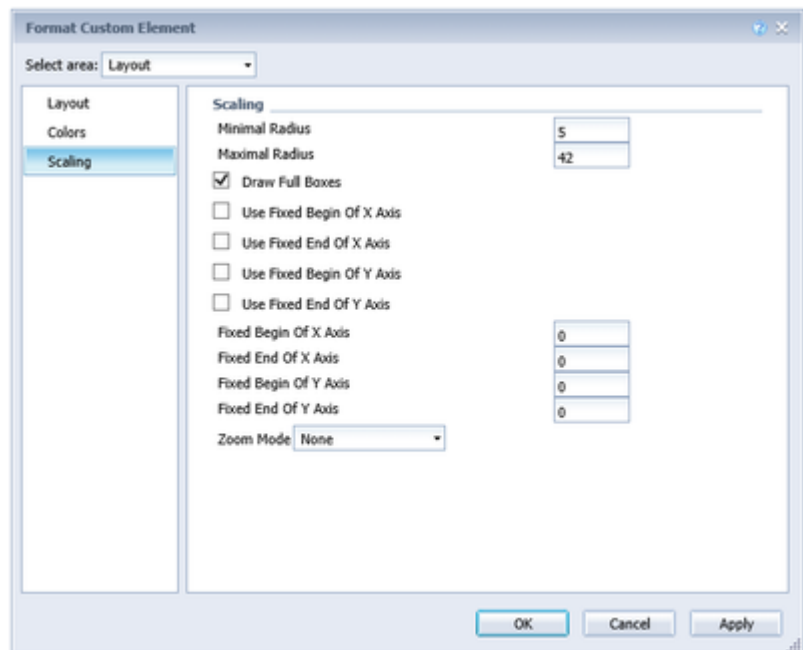 Format Custom Element
Select area: Layout
Layout
Colors
Scaling
Scaling
Minimal Radius 5
Maximal Radius 42
Draw Full Boxes
Use Fixed Begin Of X Axis
Use Fixed End Of X Axis
Use Fixed Begin Of Y Axis
Use Fixed End Of Y Axis
Fixed Begin Of X Axis 0
Fixed End Of X Axis 0
Fixed Begin Of Y Axis 0
Fixed End Of Y Axis 0
Zoom Mode None
OK Cancel Apply